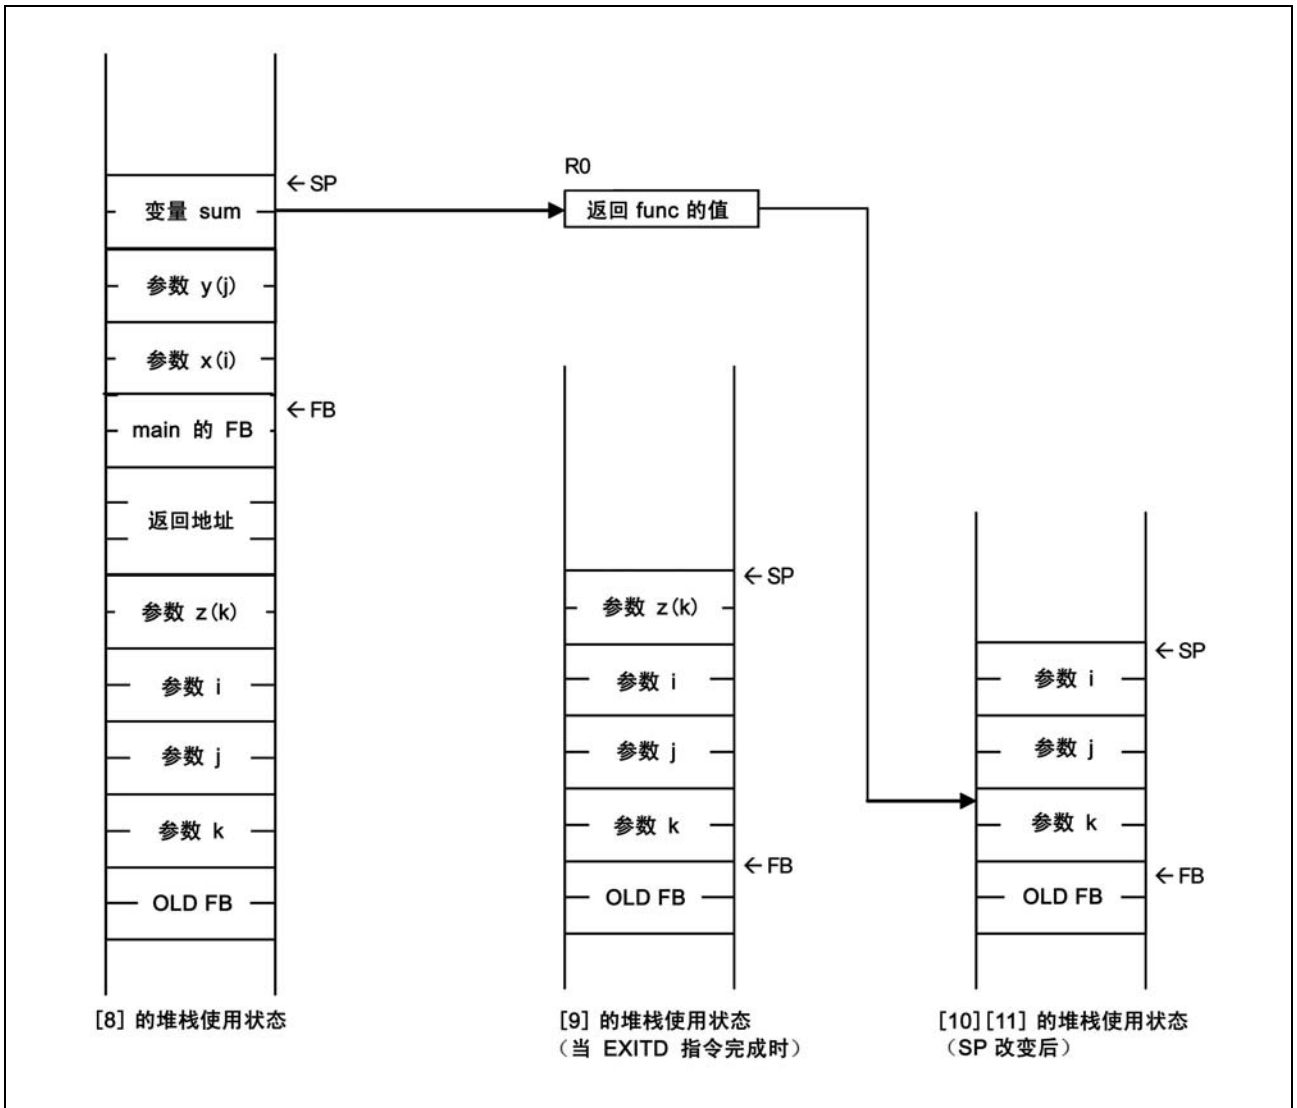 ←SP
变量 sum
参数 y(j)
参数 x(i)
←FB
main 的 FB
返回地址
参数 z(k)
参数 i
参数 j
参数 k
OLD FB
[8] 的堆栈使用状态
R0
返回 func 的值
←SP
参数 z(k)
参数 i
参数 j
参数 k
←FB
OLD FB
[9] 的堆栈使用状态
(当 EXITD 指令完成时)
←SP
参数 i
参数 j
参数 k
←FB
OLD FB
[10][11] 的堆栈使用状态
(SP 改变后)